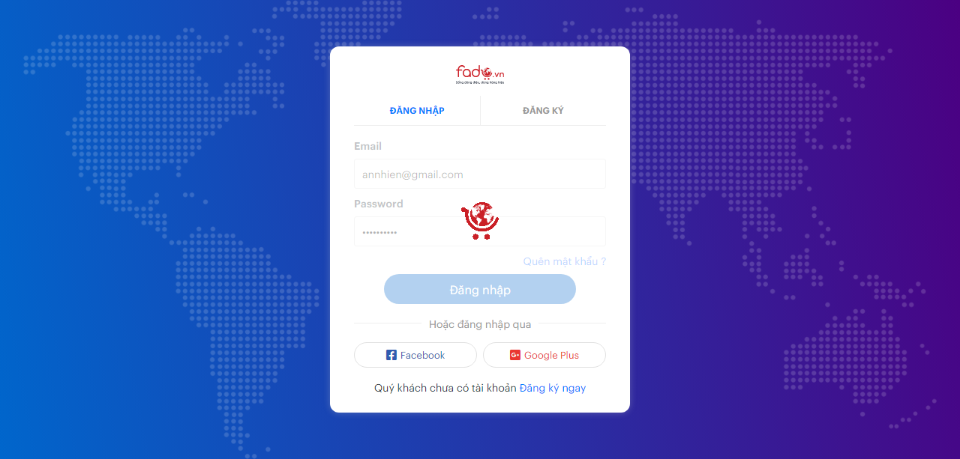 fado.vn
ĐĂNG NHẬP
ĐĂNG KÝ
Email
annhien@gmail.com
Password
••••••••••
Quên mật khẩu ?
Đăng nhập
Hoặc đăng nhập qua
Facebook
G+ Google Plus
Quý khách chưa có tài khoản Đăng ký ngay